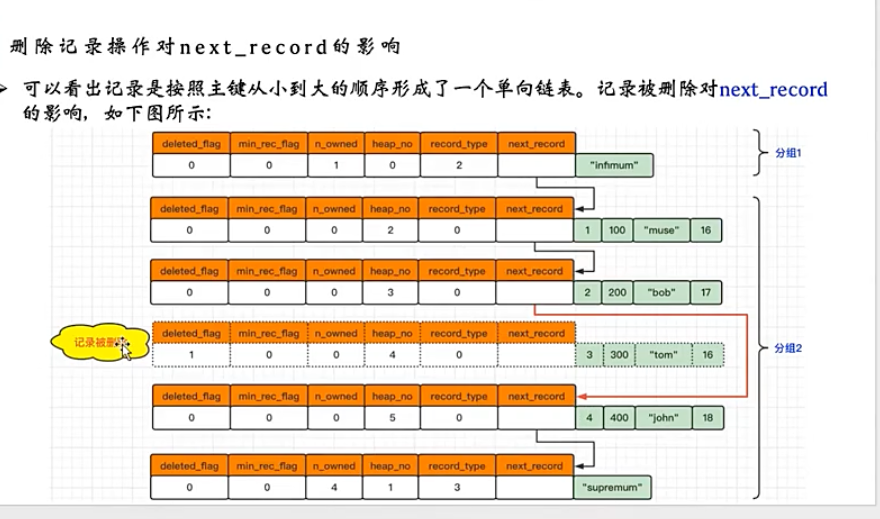 删除记录操作对next_record的影响
可以看出记录是按照主键从小到大的顺序形成了一个单向链表。记录被删除对next_record
的影响，如下图所示：
deleted_flag min_rec_flag n_owned heap_no record_type next_record
0 0 1 0 2 "infimum"
分组1
deleted_flag min_rec_flag n_owned heap_no record_type next_record
0 0 0 2 0 1 100 "muse" 16
deleted_flag min_rec_flag n_owned heap_no record_type next_record
0 0 0 3 0 2 200 "bob" 17
deleted_flag min_rec_flag n_owned heap_no record_type next_record
记录被删
1 0 0 4 0 3 300 "tom" 16
分组2
deleted_flag min_rec_flag n_owned heap_no record_type next_record
0 0 0 5 0 4 400 "john" 18
deleted_flag min_rec_flag n_owned heap_no record_type next_record
0 0 4 1 3 "supremum"